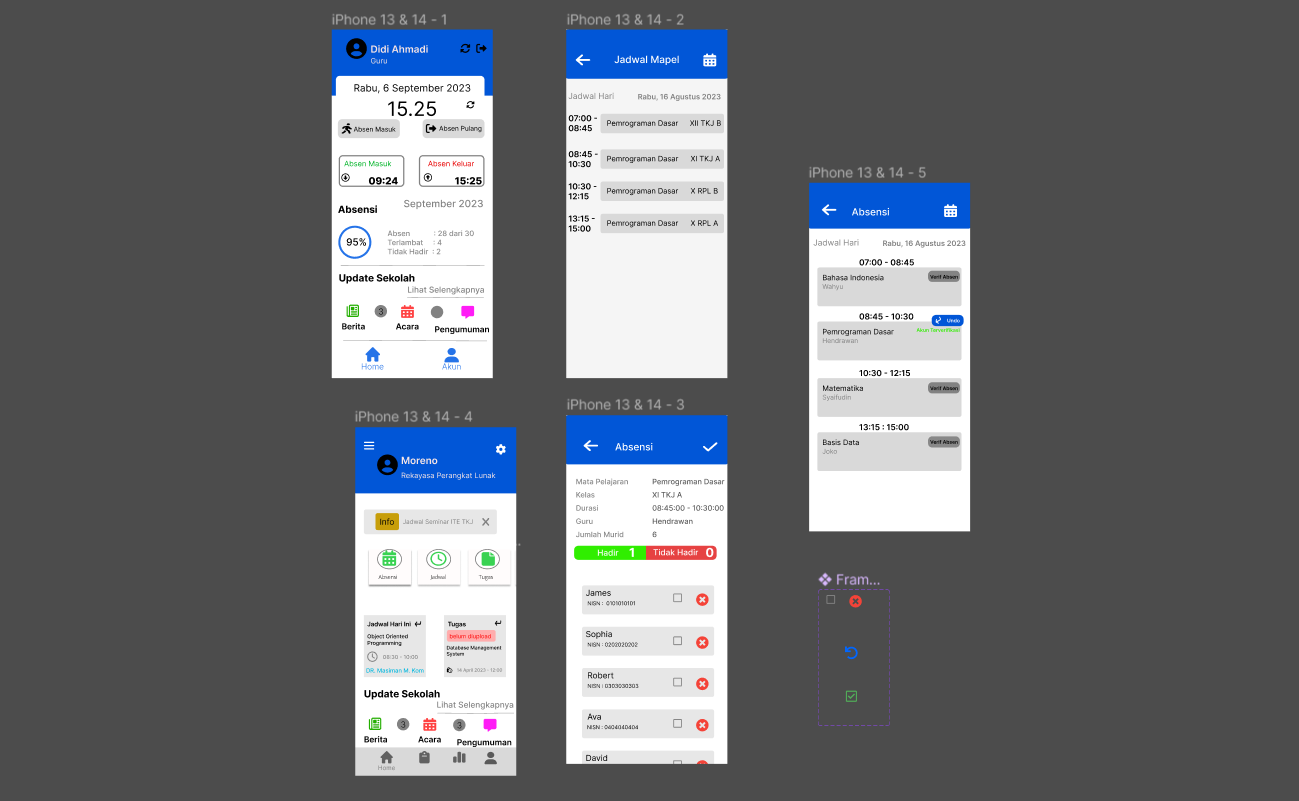 iPhone 13 & 14 - 1
Didi Ahmadi
Guru
Rabu, 6 September 2023
15.25
Absen Masuk
Absen Pulang
Absen Masuk
09:24
Absen Keluar
15:25
Absensi
September 2023
95%
Absen : 28 dari 30
Terlambat : 4
Tidak Hadir : 2
Update Sekolah
Lihat Selengkapnya
3
Berita
Acara
Pengumuman
Home
Akun
iPhone 13 & 14 - 2
Jadwal Mapel
Jadwal Hari
Rabu, 16 Agustus 2023
07:00 -
08:45
Pemrograman Dasar XII TKJ B
08:45 -
10:30
Pemrograman Dasar XI TKJ A
10:30 -
12:15
Pemrograman Dasar X RPL B
13:15 -
15:00
Pemrograman Dasar X RPL A
iPhone 13 & 14 - 5
Absensi
Jadwal Hari
Rabu, 16 Agustus 2023
07:00 - 08:45
Bahasa Indonesia
Wahyu
Verif Absen
08:45 - 10:30
Undo
Pemrograman Dasar
Akun Terverifikasi
Hendrawan
10:30 - 12:15
Matematika
Syaifudin
Verif Absen
13:15 : 15:00
Basis Data
Joko
Verif Absen
iPhone 13 & 14 - 4
Moreno
Rekayasa Perangkat Lunak
Info
Jadwal Seminar ITE TKJ
Absensi
Jadwal
Tugas
Jadwal Hari Ini
Object Oriented
Programming
08:30 - 10:00
DR. Masiman M. Kom
Tugas
belum diupload
Database Management
System
14 April 2023 - 12:00
Update Sekolah
Lihat Selengkapnya
3
3
Berita
Acara
Pengumuman
Home
iPhone 13 & 14 - 3
Absensi
Mata Pelajaran Pemrograman Dasar
Kelas XI TKJ A
Durasi 08:45:00 - 10:30:00
Guru Hendrawan
Jumlah Murid 6
Hadir 1
Tidak Hadir 0
James
NISN : 0101010101
Sophia
NISN : 0202020202
Robert
NISN : 0303030303
Ava
NISN : 0404040404
David
Fram...